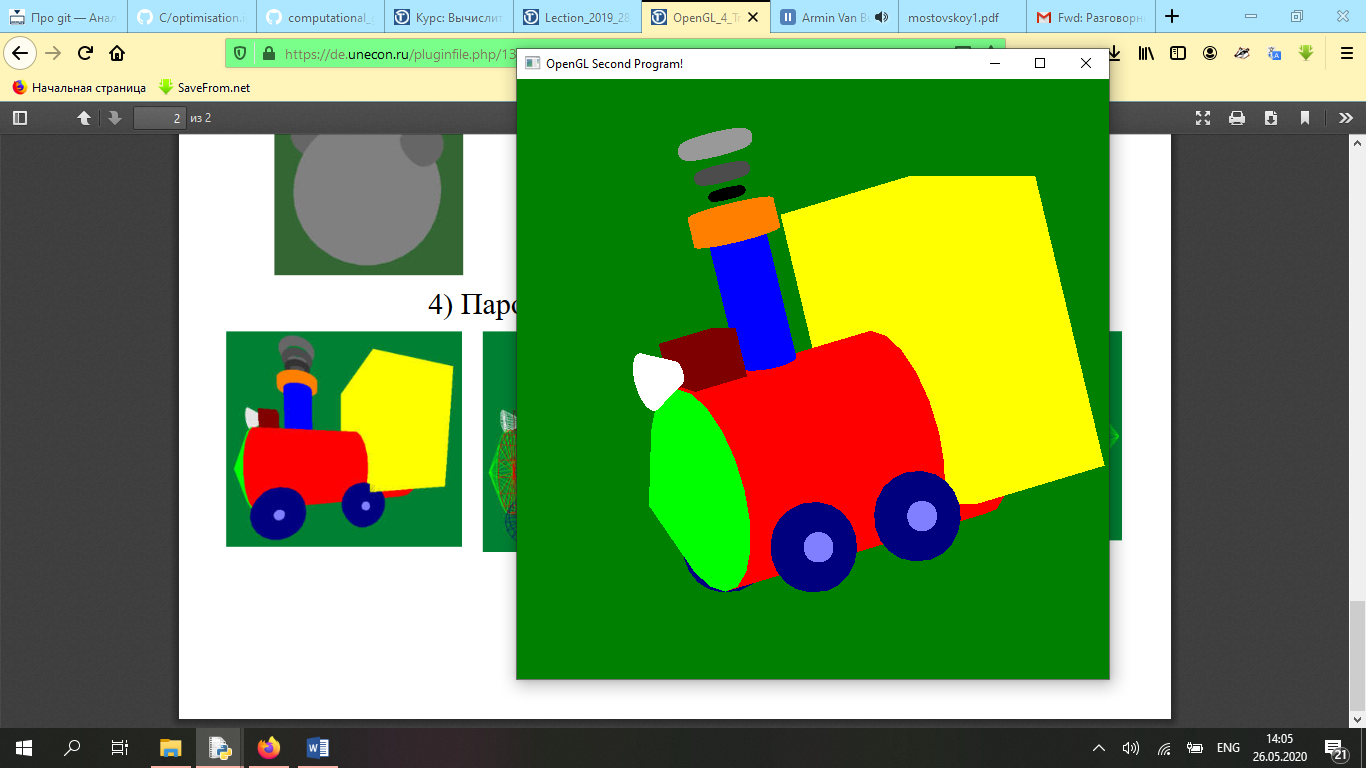 Про git — Анал
C/optimisation.
computational_
Курс: Вычислит
Lection_2019_28
OpenGL_4_Tr
Armin Van B
mostovskoy1.pdf
Fwd: Разговорн
https://de.unecon.ru/pluginfile.php/13
OpenGL Second Program!
Начальная страница
SaveFrom.net
2 из 2
4) Паро
ENG
14:05
26.05.2020
21